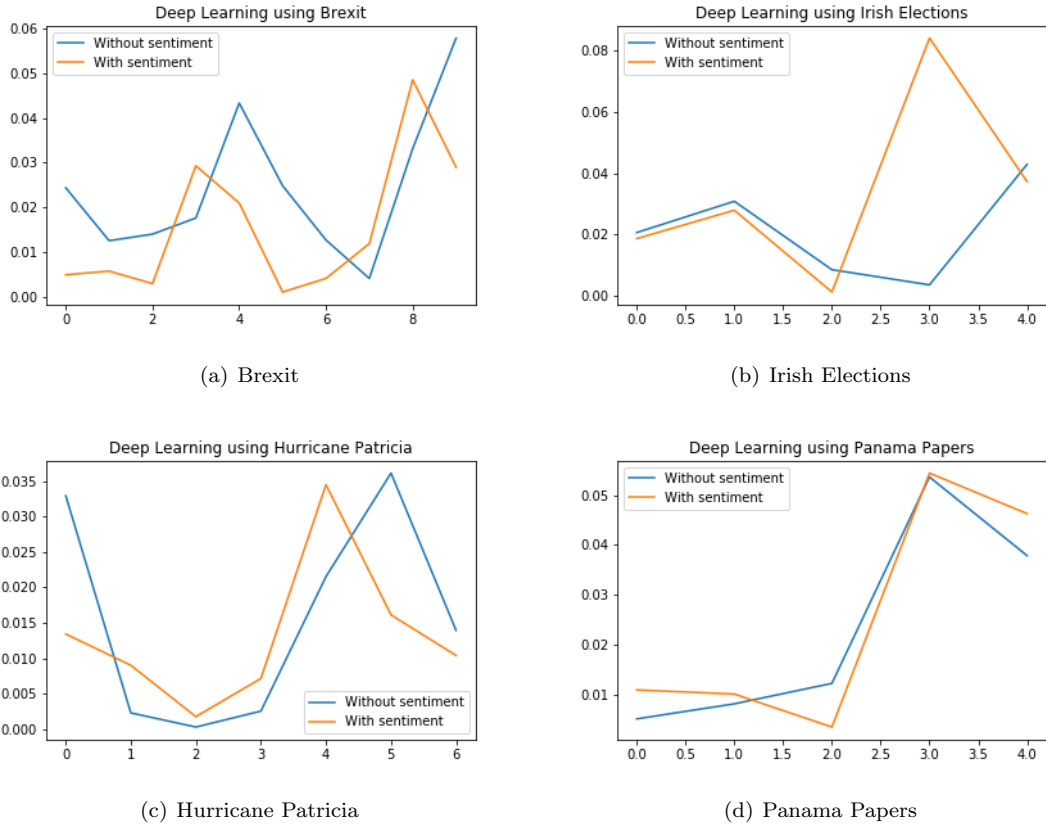 Deep Learning using Brexit
Without sentiment
With sentiment
0.06
0.05
0.04
0.03
0.02
0.01
0.00
0 2 4 6 8
(a) Brexit
Deep Learning using Irish Elections
Without sentiment
With sentiment
0.08
0.06
0.04
0.02
0.00
0.0 0.5 1.0 1.5 2.0 2.5 3.0 3.5 4.0
(b) Irish Elections
Deep Learning using Hurricane Patricia
0.035
0.030
0.025
0.020
0.015
0.010
0.005
0.000
Without sentiment
With sentiment
0 1 2 3 4 5 6
(c) Hurricane Patricia
Deep Learning using Panama Papers
Without sentiment
With sentiment
0.05
0.04
0.03
0.02
0.01
0.0 0.5 1.0 1.5 2.0 2.5 3.0 3.5 4.0
(d) Panama Papers